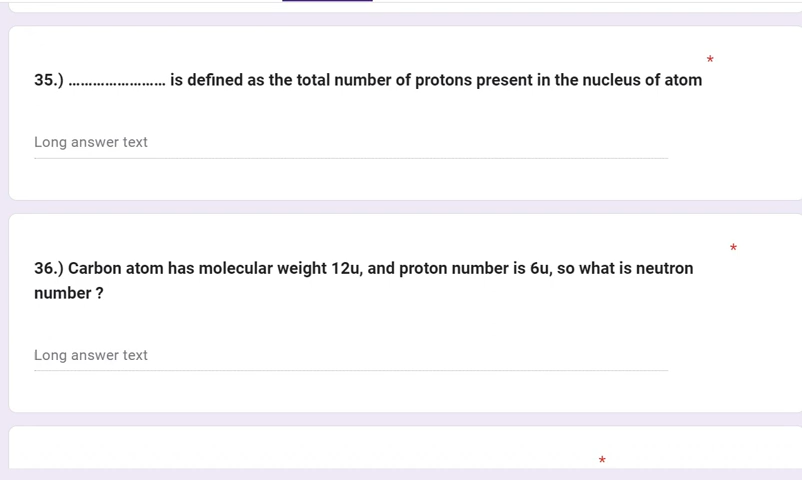 *
35.) ........................ is defined as the total number of protons present in the nucleus of atom
Long answer text
*
36.) Carbon atom has molecular weight 12u, and proton number is 6u, so what is neutron
number ?
Long answer text
*